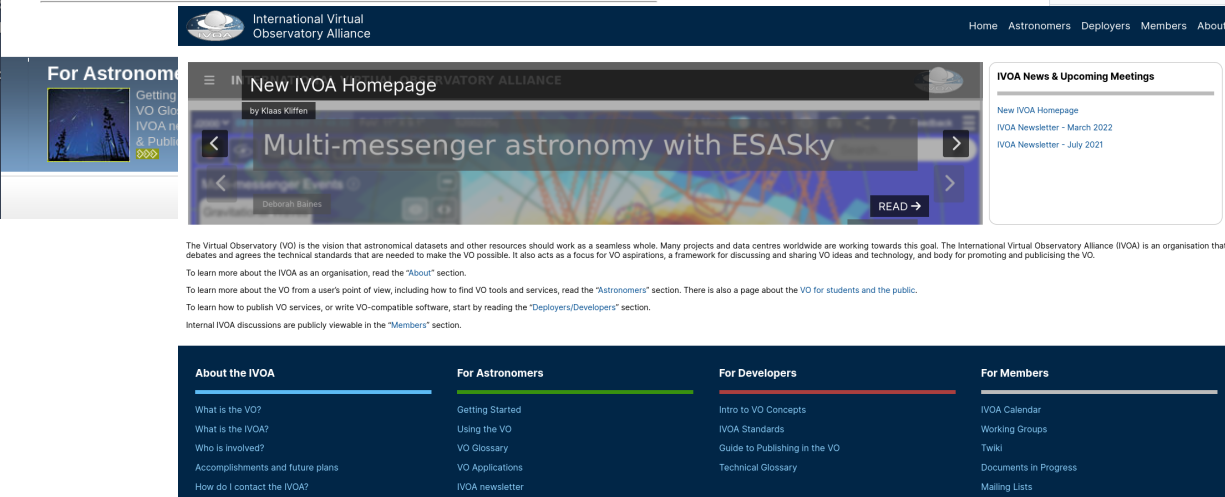 International Virtual
Observatory Alliance
IVOA
Home Astronomers Deployers Members About
For Astronome
Getting
VO Glo
IVOA ne
& Public
INTERNATIONAL VIRTUAL OBSERVATORY ALLIANCE
New IVOA Homepage
by Klaas Kliffen
Multi-messenger astronomy with ESASky
Multi-messenger Events
Deborah Baines
READ →
IVOA News & Upcoming Meetings
New IVOA Homepage
IVOA Newsletter - March 2022
IVOA Newsletter - July 2021
The Virtual Observatory (VO) is the vision that astronomical datasets and other resources should work as a seamless whole. Many projects and data centres worldwide are working towards this goal. The International Virtual Observatory Alliance (IVOA) is an organisation that
debates and agrees the technical standards that are needed to make the VO possible. It also acts as a focus for VO aspirations, a framework for discussing and sharing VO ideas and technology, and body for promoting and publicising the VO.
To learn more about the IVOA as an organisation, read the “About” section.
To learn more about the VO from a user's point of view, including how to find VO tools and services, read the “Astronomers” section. There is also a page about the VO for students and the public.
To learn how to publish VO services, or write VO-compatible software, start by reading the “Deployers/Developers” section.
Internal IVOA discussions are publicly viewable in the “Members” section.
About the IVOA
What is the VO?
What is the IVOA?
Who is involved?
Accomplishments and future plans
How do I contact the IVOA?
For Astronomers
Getting Started
Using the VO
VO Glossary
VO Applications
IVOA newsletter
For Developers
Intro to VO Concepts
IVOA Standards
Guide to Publishing in the VO
Technical Glossary
For Members
IVOA Calendar
Working Groups
Twiki
Documents in Progress
Mailing Lists